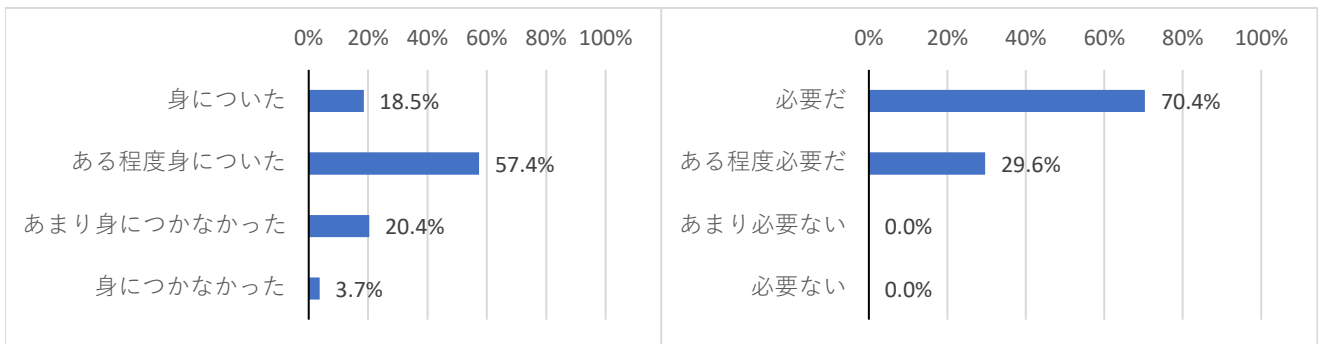 0% 20% 40% 60% 80% 100%
身についた 18.5%
ある程度身についた 57.4%
あまり身につかなかった 20.4%
身につかなかった 3.7%
0% 20% 40% 60% 80% 100%
必要だ 70.4%
ある程度必要だ 29.6%
あまり必要ない 0.0%
必要ない 0.0%